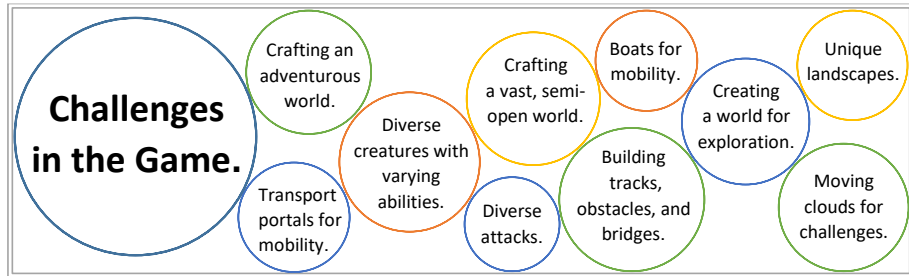 Challenges
in the Game.
Crafting an
adventurous
world.
Transport
portals for
mobility.
Diverse
creatures with
varying
abilities.
Crafting
a vast, semi-
open world.
Diverse
attacks.
Boats for
mobility.
Building
tracks,
obstacles, and
bridges.
Creating
a world for
exploration.
Unique
landscapes.
Moving
clouds for
challenges.